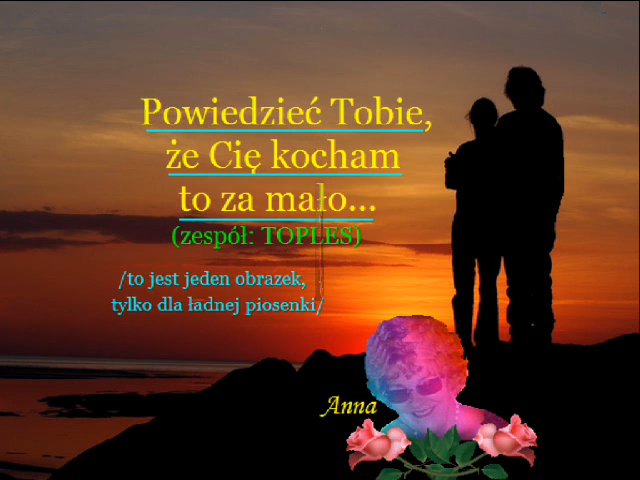 Powiedzieć Tobie,
że Cię kocham
to za mało...
(zespół: TOPLES)
/to jest jeden obrazek,
tylko dla ładnej piosenki/
Anna